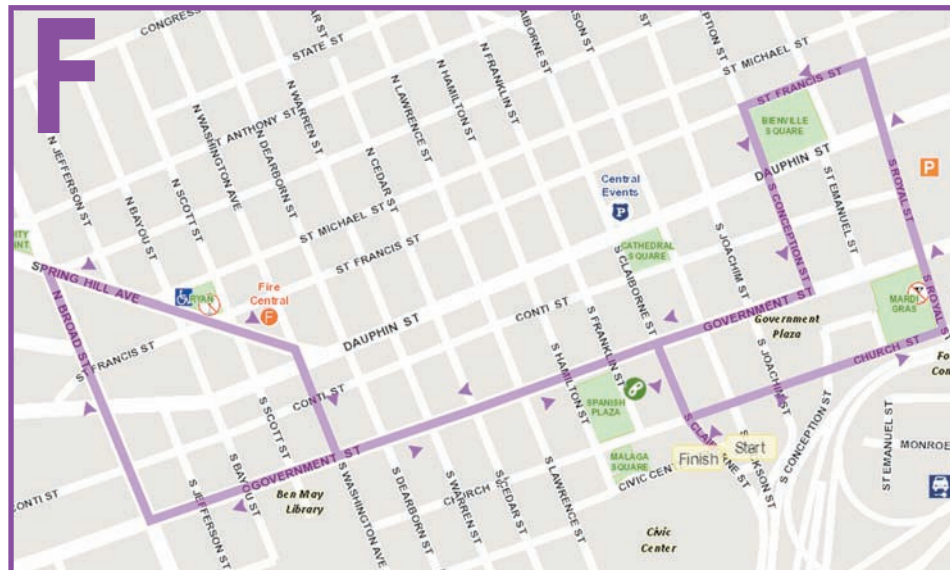 F
CONGRESS
STATE ST
ANTHONY ST
N JEFFERSON ST
N BAYOU ST
N SCOTT ST
N WASHINGTON AVE
N DEARBORN ST
N WARREN ST
N CEDAR ST
N LAWRENCE ST
N HAMILTON ST
N FRANKLIN ST
ST MICHAEL ST
ST MICHAEL ST
ST FRANCIS ST
BIENVILLE
SQUARE
DAUPHIN ST
P
Central
Events
P
S CONCEPTION ST
ST EMANUEL ST
S ROYAL ST
CATHEDRAL
SQUARE
S JOACHIM ST
S CLAIBORNE ST
ST FRANCIS ST
SPRING HILL AVE
N BROAD ST
RYAN
Fire
Central
F
DAUPHIN ST
CONTI ST
GOVERNMENT ST
Government
Plaza
MARDI
GRAS
S ROYAL ST
CHURCH ST
ST FRANCIS ST
CONTI ST
S HAMILTON ST
S FRANKLIN ST
SPANISH
PLAZA
S JOACHIM ST
S CONCEPTION ST
MALAGA
SQUARE
Start
Finish
S SCOTT ST
GOVERNMENT ST
S BAYOU ST
S JEFFERSON ST
Ben May
Library
S WASHINGTON AVE
S DEARBORN ST
S WARREN ST
CHURCH S
S CEDAR ST
S LAWRENCE ST
CIVIC CEN
Civic
Center
CONTI ST
ST EMANUEL ST
MONROE